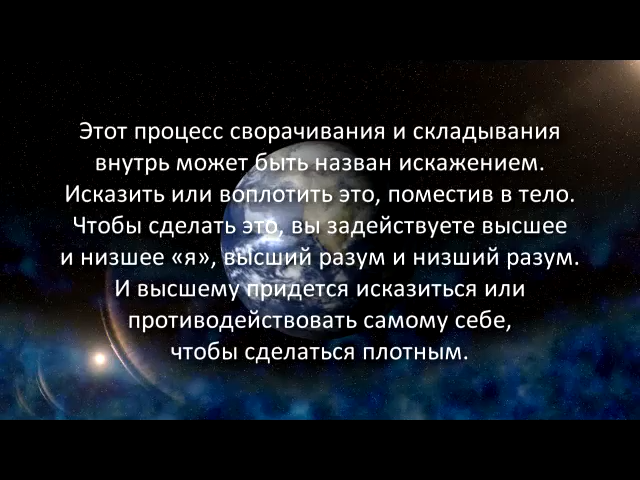 Этот процесс сворачивания и складывания
внутрь может быть назван искажением.
Исказить или воплотить это, поместив в тело.
Чтобы сделать это, вы задействуете высшее
и низшее «я», высший разум и низший разум.
И высшему придется исказиться или
противодействовать самому себе,
чтобы сделаться плотным.